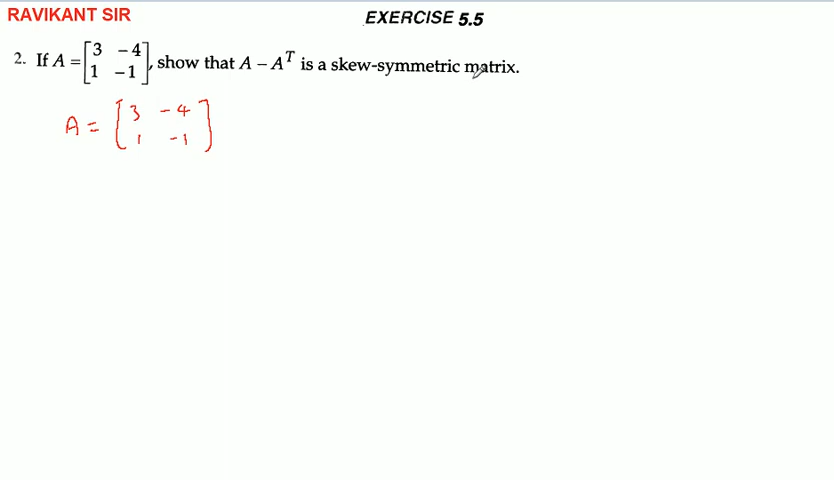 RAVIKANT SIR
EXERCISE 5.5
2. If A = [3 -4
1 -1], show that A - Aᵀ is a skew-symmetric matrix.
A = [3 -4
1 -1]